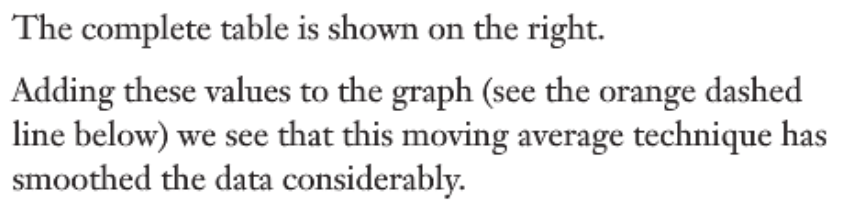 The complete table is shown on the right.
Adding these values to the graph (see the orange dashed
line below) we see that this moving average technique has
smoothed the data considerably.